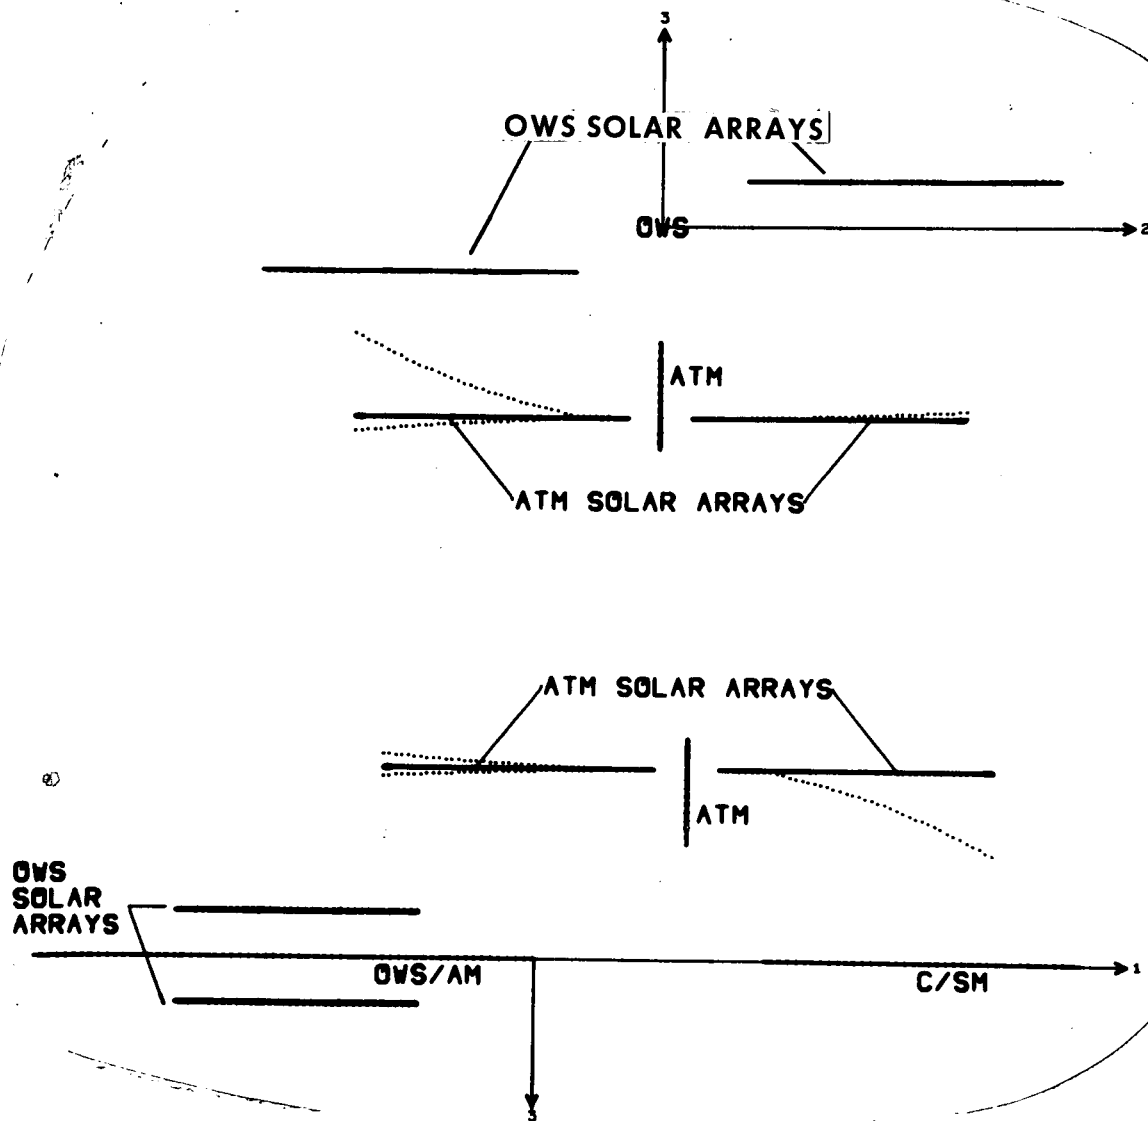 3
OWS SOLAR ARRAYS
OWS
2
ATM
ATM SOLAR ARRAYS
ATM SOLAR ARRAYS
ATM
OWS
SOLAR
ARRAYS
OWS/AM
C/SM
1
3